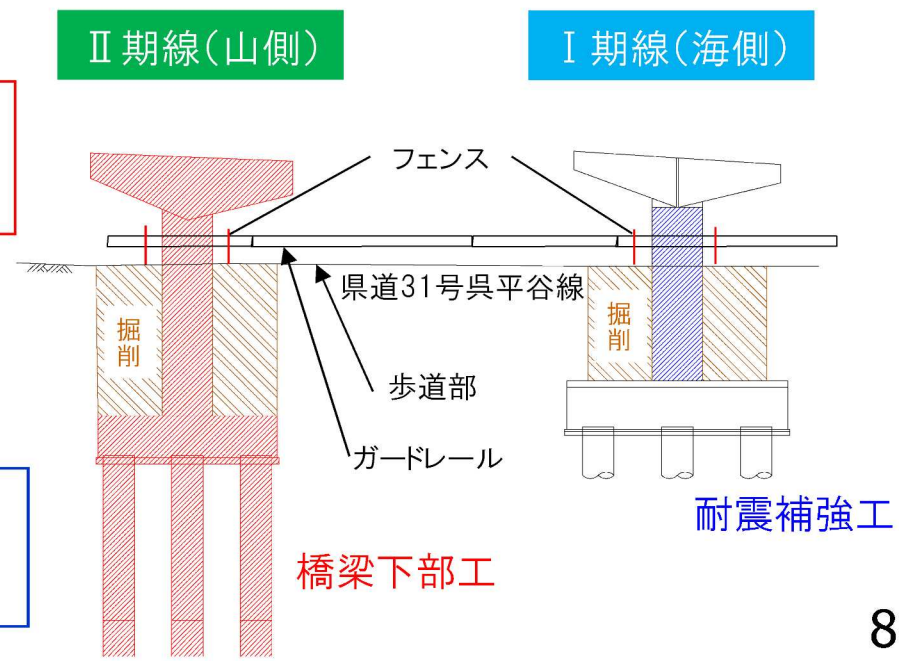 Ⅱ期線(山側)
Ⅰ期線(海側)
フェンス
県道31号呉平谷線
掘削
掘削
歩道部
ガードレール
耐震補強工
橋梁下部工
8